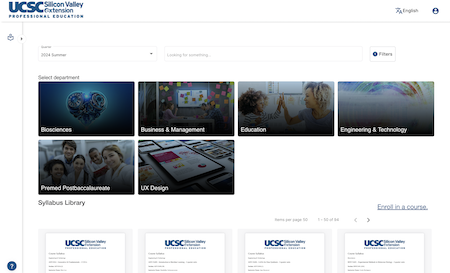 UCSC Silicon Valley Extension
PROFESSIONAL EDUCATION
English
2024 Summer
Looking for something...
Filters
Select department
Biosciences
Business & Management
Education
Engineering & Technology
Premed Postbaccalaureate
UX Design
Syllabus Library
Enroll in a course.
Items per page 50
1 – 50 of 84
UCSC Silicon Valley Extension
PROFESSIONAL EDUCATION
UCSC Silicon Valley Extension
PROFESSIONAL EDUCATION
UCSC Silicon Valley Extension
PROFESSIONAL EDUCATION
UCSC Silicon Valley Extension
PROFESSIONAL EDUCATION
?